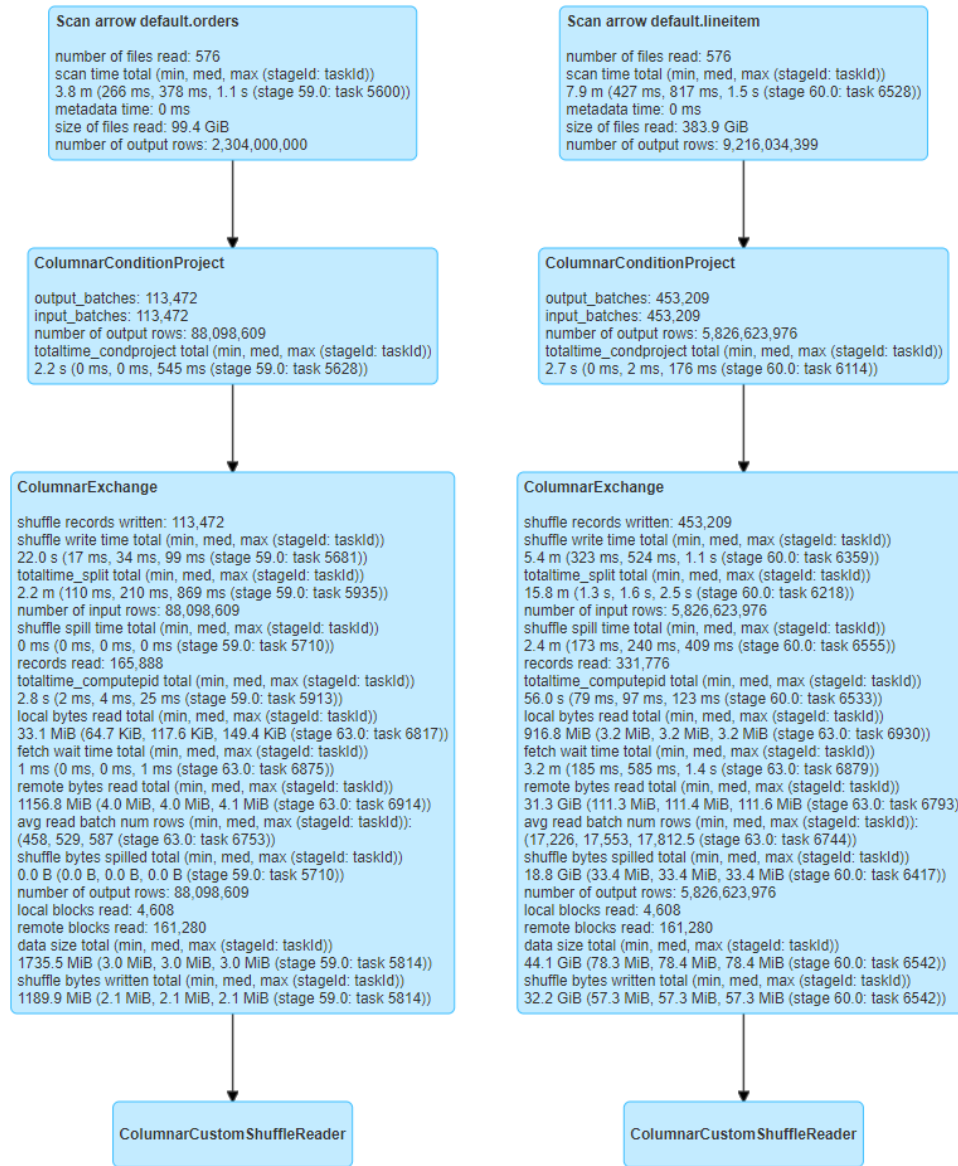 Scan arrow default.orders
number of files read: 576
scan time total (min, med, max (stageId: taskId))
3.8 m (266 ms, 378 ms, 1.1 s (stage 59.0: task 5600))
metadata time: 0 ms
size of files read: 99.4 GiB
number of output rows: 2,304,000,000
ColumnarConditionProject
output_batches: 113,472
input_batches: 113,472
number of output rows: 88,098,609
totaltime_condproject total (min, med, max (stageId: taskId))
2.2 s (0 ms, 0 ms, 545 ms (stage 59.0: task 5628))
ColumnarExchange
shuffle records written: 113,472
shuffle write time total (min, med, max (stageId: taskId))
22.0 s (17 ms, 34 ms, 99 ms (stage 59.0: task 5681))
totaltime_split total (min, med, max (stageId: taskId))
2.2 m (110 ms, 210 ms, 869 ms (stage 59.0: task 5935))
number of input rows: 88,098,609
shuffle spill time total (min, med, max (stageId: taskId))
0 ms (0 ms, 0 ms, 0 ms (stage 59.0: task 5710))
records read: 165,888
totaltime_computepid total (min, med, max (stageId: taskId))
2.8 s (2 ms, 4 ms, 25 ms (stage 59.0: task 5913))
local bytes read total (min, med, max (stageId: taskId))
33.1 MiB (64.7 KiB, 117.6 KiB, 149.4 KiB (stage 63.0: task 6817))
fetch wait time total (min, med, max (stageId: taskId))
1 ms (0 ms, 0 ms, 1 ms (stage 63.0: task 6875))
remote bytes read total (min, med, max (stageId: taskId))
1156.8 MiB (4.0 MiB, 4.0 MiB, 4.1 MiB (stage 63.0: task 6914))
avg read batch num rows (min, med, max (stageId: taskId)):
(458, 529, 587 (stage 63.0: task 6753))
shuffle bytes spilled total (min, med, max (stageId: taskId))
0.0 B (0.0 B, 0.0 B, 0.0 B (stage 59.0: task 5710))
number of output rows: 88,098,609
local blocks read: 4,608
remote blocks read: 161,280
data size total (min, med, max (stageId: taskId))
1735.5 MiB (3.0 MiB, 3.0 MiB, 3.0 MiB (stage 59.0: task 5814))
shuffle bytes written total (min, med, max (stageId: taskId))
1189.9 MiB (2.1 MiB, 2.1 MiB, 2.1 MiB (stage 59.0: task 5814))
ColumnarCustomShuffleReader
Scan arrow default.lineitem
number of files read: 576
scan time total (min, med, max (stageId: taskId))
7.9 m (427 ms, 817 ms, 1.5 s (stage 60.0: task 6528))
metadata time: 0 ms
size of files read: 383.9 GiB
number of output rows: 9,216,034,399
ColumnarConditionProject
output_batches: 453,209
input_batches: 453,209
number of output rows: 5,826,623,976
totaltime_condproject total (min, med, max (stageId: taskId))
2.7 s (0 ms, 2 ms, 176 ms (stage 60.0: task 6114))
ColumnarExchange
shuffle records written: 453,209
shuffle write time total (min, med, max (stageId: taskId))
5.4 m (323 ms, 524 ms, 1.1 s (stage 60.0: task 6359))
totaltime_split total (min, med, max (stageId: taskId))
15.8 m (1.3 s, 1.6 s, 2.5 s (stage 60.0: task 6218))
number of input rows: 5,826,623,976
shuffle spill time total (min, med, max (stageId: taskId))
2.4 m (173 ms, 240 ms, 409 ms (stage 60.0: task 6555))
records read: 331,776
totaltime_computepid total (min, med, max (stageId: taskId))
56.0 s (79 ms, 97 ms, 123 ms (stage 60.0: task 6533))
local bytes read total (min, med, max (stageId: taskId))
916.8 MiB (3.2 MiB, 3.2 MiB, 3.2 MiB (stage 63.0: task 6930))
fetch wait time total (min, med, max (stageId: taskId))
3.2 m (185 ms, 585 ms, 1.4 s (stage 63.0: task 6879))
remote bytes read total (min, med, max (stageId: taskId))
31.3 GiB (111.3 MiB, 111.4 MiB, 111.6 MiB (stage 63.0: task 6793))
avg read batch num rows (min, med, max (stageId: taskId)):
(17,226, 17,553, 17,812.5 (stage 63.0: task 6744))
shuffle bytes spilled total (min, med, max (stageId: taskId))
18.8 GiB (33.4 MiB, 33.4 MiB, 33.4 MiB (stage 60.0: task 6417))
number of output rows: 5,826,623,976
local blocks read: 4,608
remote blocks read: 161,280
data size total (min, med, max (stageId: taskId))
44.1 GiB (78.3 MiB, 78.4 MiB, 78.4 MiB (stage 60.0: task 6542))
shuffle bytes written total (min, med, max (stageId: taskId))
32.2 GiB (57.3 MiB, 57.3 MiB, 57.3 MiB (stage 60.0: task 6542))
ColumnarCustomShuffleReader